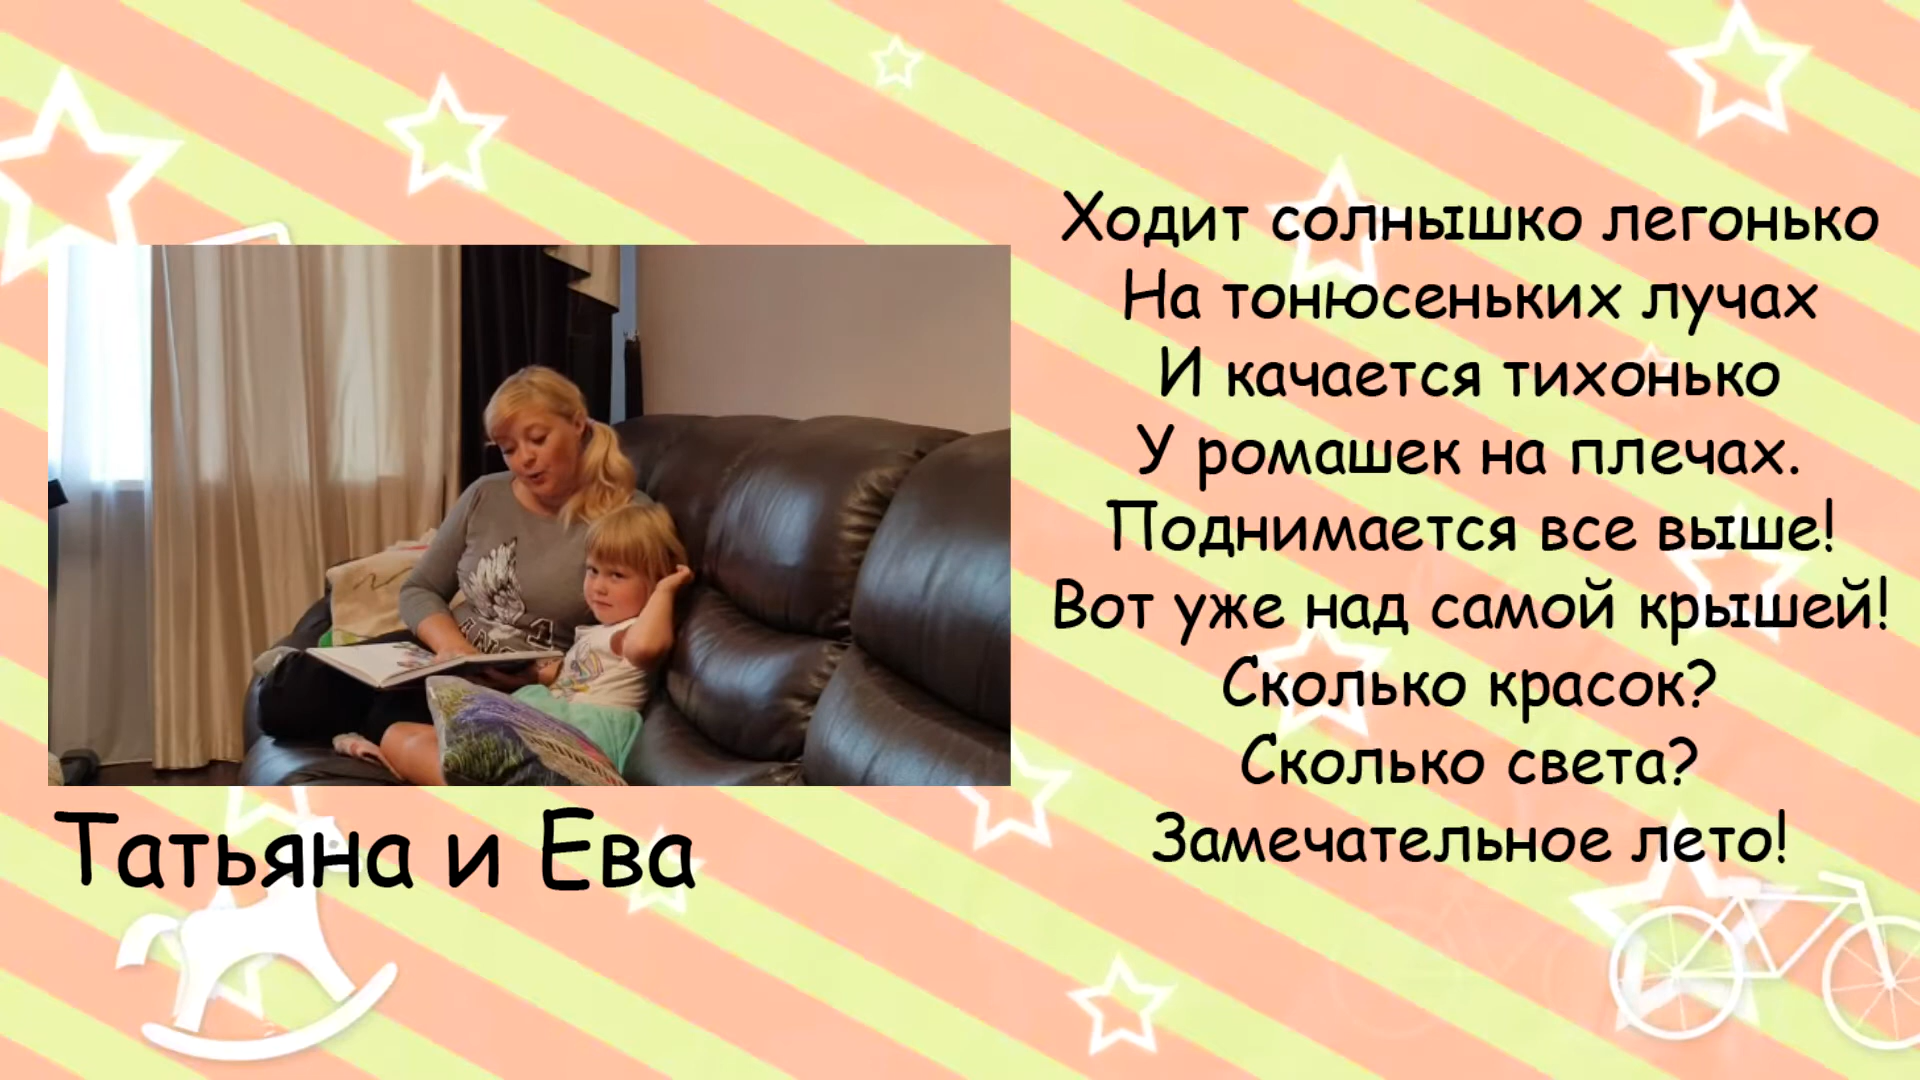 Ходит солнышко легонько
На тонюсеньких лучах
И качается тихонько
У ромашек на плечах.
Поднимается все выше!
Вот уже над самой крышей!
Сколько красок?
Сколько света?
Замечательное лето!
Татьяна и Ева